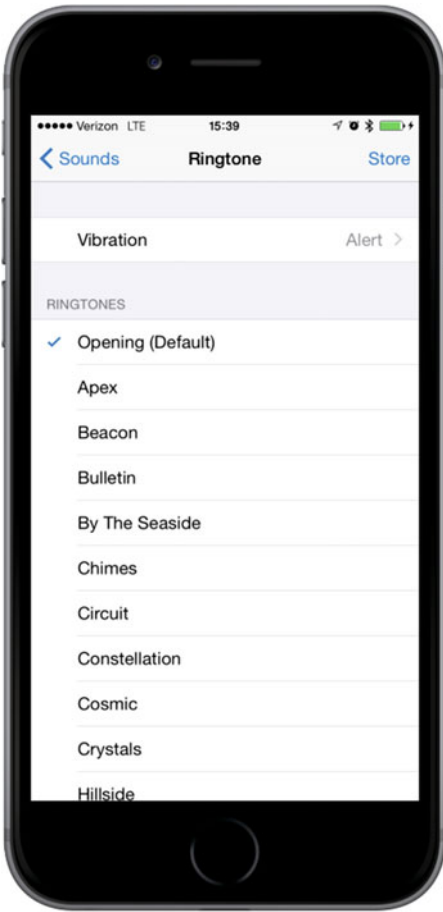 Verizon LTE 15:39
Sounds Ringtone Store
Vibration Alert
RINGTONES
Opening (Default)
Apex
Beacon
Bulletin
By The Seaside
Chimes
Circuit
Constellation
Cosmic
Crystals
Hillside